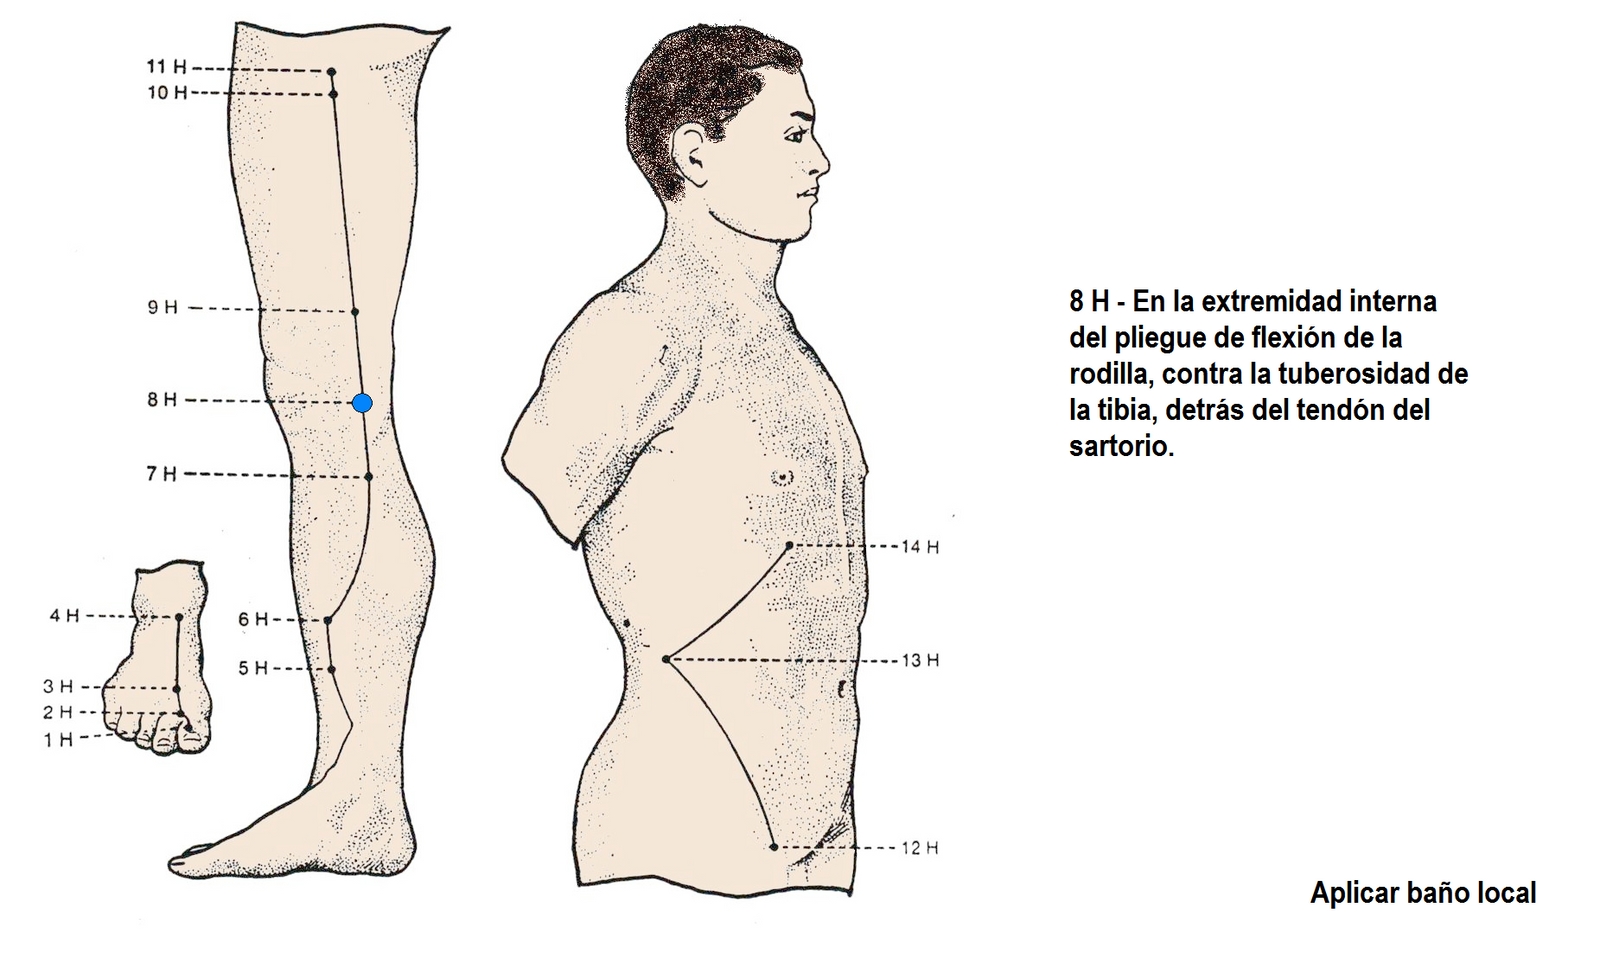 11 H
10 H
9 H
8 H
7 H
6 H
5 H
4 H
3 H
2 H
1 H
14 H
13 H
12 H
8 H - En la extremidad interna
del pliegue de flexión de la
rodilla, contra la tuberosidad de
la tibia, detrás del tendón del
sartorio.
Aplicar baño local